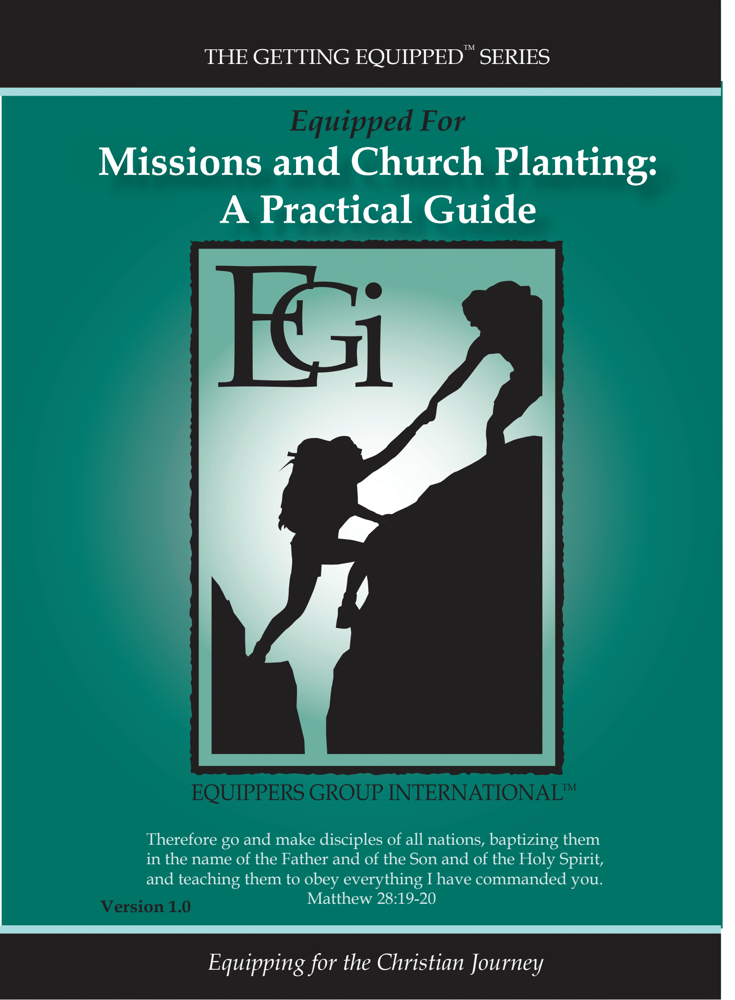 THE GETTING EQUIPPED™ SERIES
Equipped For
Missions and Church Planting:
A Practical Guide
EGi
EQUIPPERS GROUP INTERNATIONAL™
Therefore go and make disciples of all nations, baptizing them
in the name of the Father and of the Son and of the Holy Spirit,
and teaching them to obey everything I have commanded you.
Matthew 28:19-20
Version 1.0
Equipping for the Christian Journey